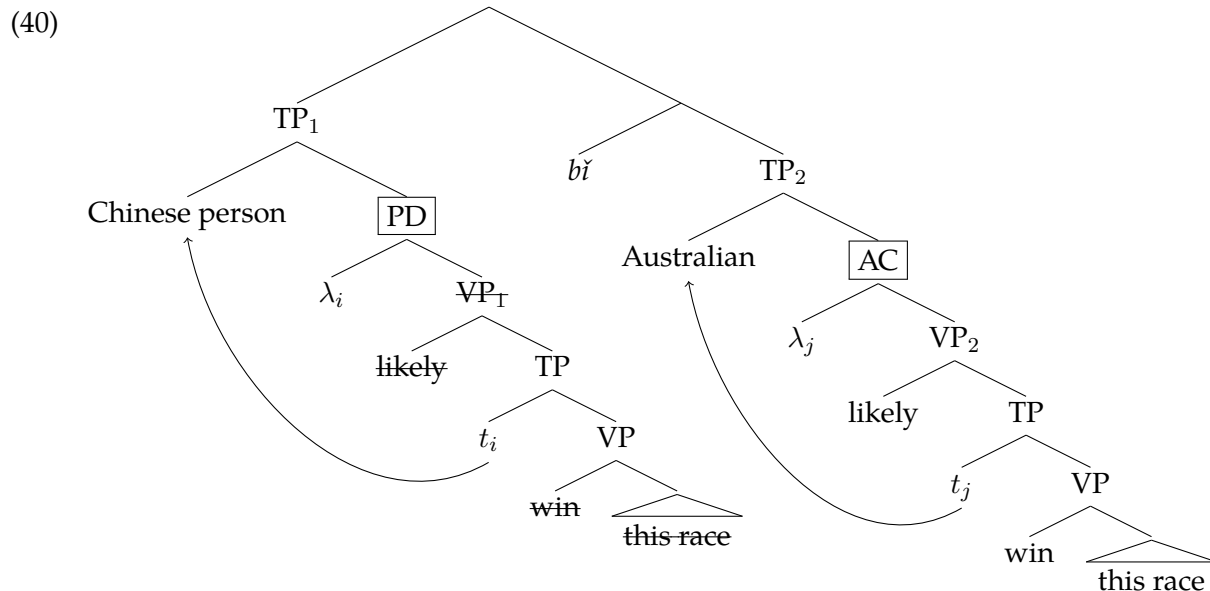 (40)
TP₁
bǐ TP₂
Chinese person PD Australian AC
λᵢ VP₁ λⱼ VP₂
likely TP likely TP
tᵢ VP tⱼ VP
win this race win this race